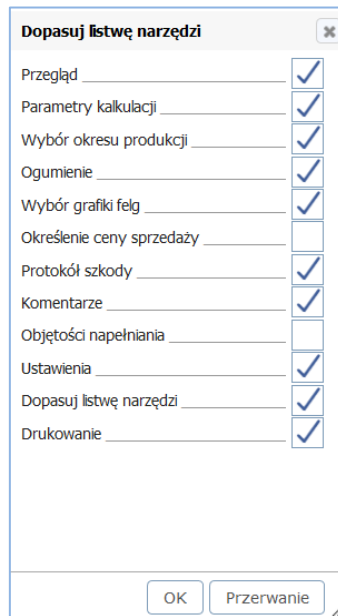 Dopasuj listwę narzędzi
Przegląd
Parametry kalkulacji
Wybór okresu produkcji
Ogumienie
Wybór grafiki felg
Określenie ceny sprzedaży
Protokół szkody
Komentarze
Objętości napełniania
Ustawienia
Dopasuj listwę narzędzi
Drukowanie
OK Przerwanie